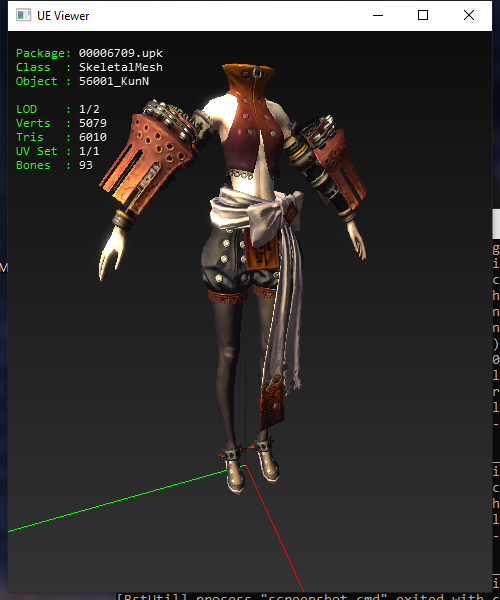 UE Viewer
Package: 00006709.upk
Class : SkeletalMesh
Object : 56001_KunN
LOD : 1/2
Verts : 5079
Tris : 6010
UV Set : 1/1
Bones : 93
M
g
i
c
h
n
n
)
0
l
r
l
-
i
c
h
l
-
i
[RstUtil] process "screenshot.cmd" exited with c